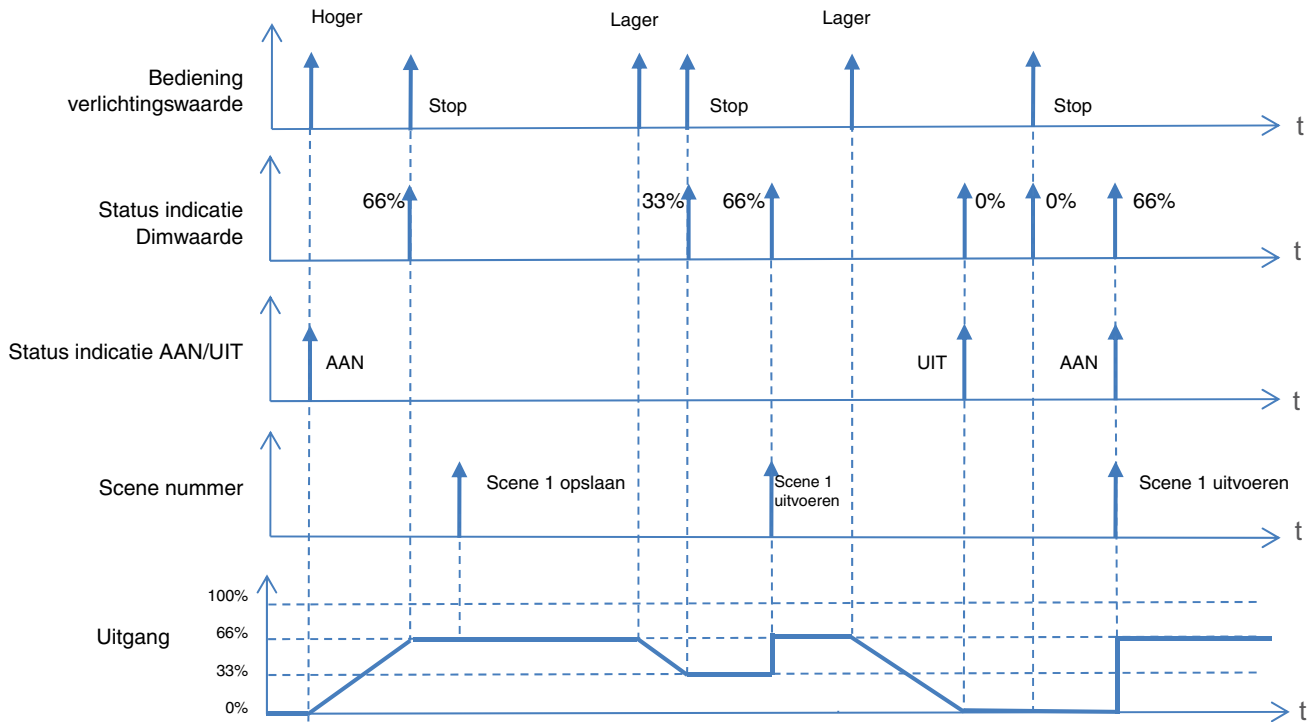 Hoger
Lager
Lager
Bediening
verlichtingswaarde
Stop
Stop
Stop
t
Status indicatie
Dimwaarde
66%
33%
66%
0%
0%
66%
t
Status indicatie AAN/UIT
AAN
UIT
AAN
t
Scene nummer
Scene 1 opslaan
Scene 1
uitvoeren
Scene 1 uitvoeren
t
Uitgang
100%
66%
33%
0%
t